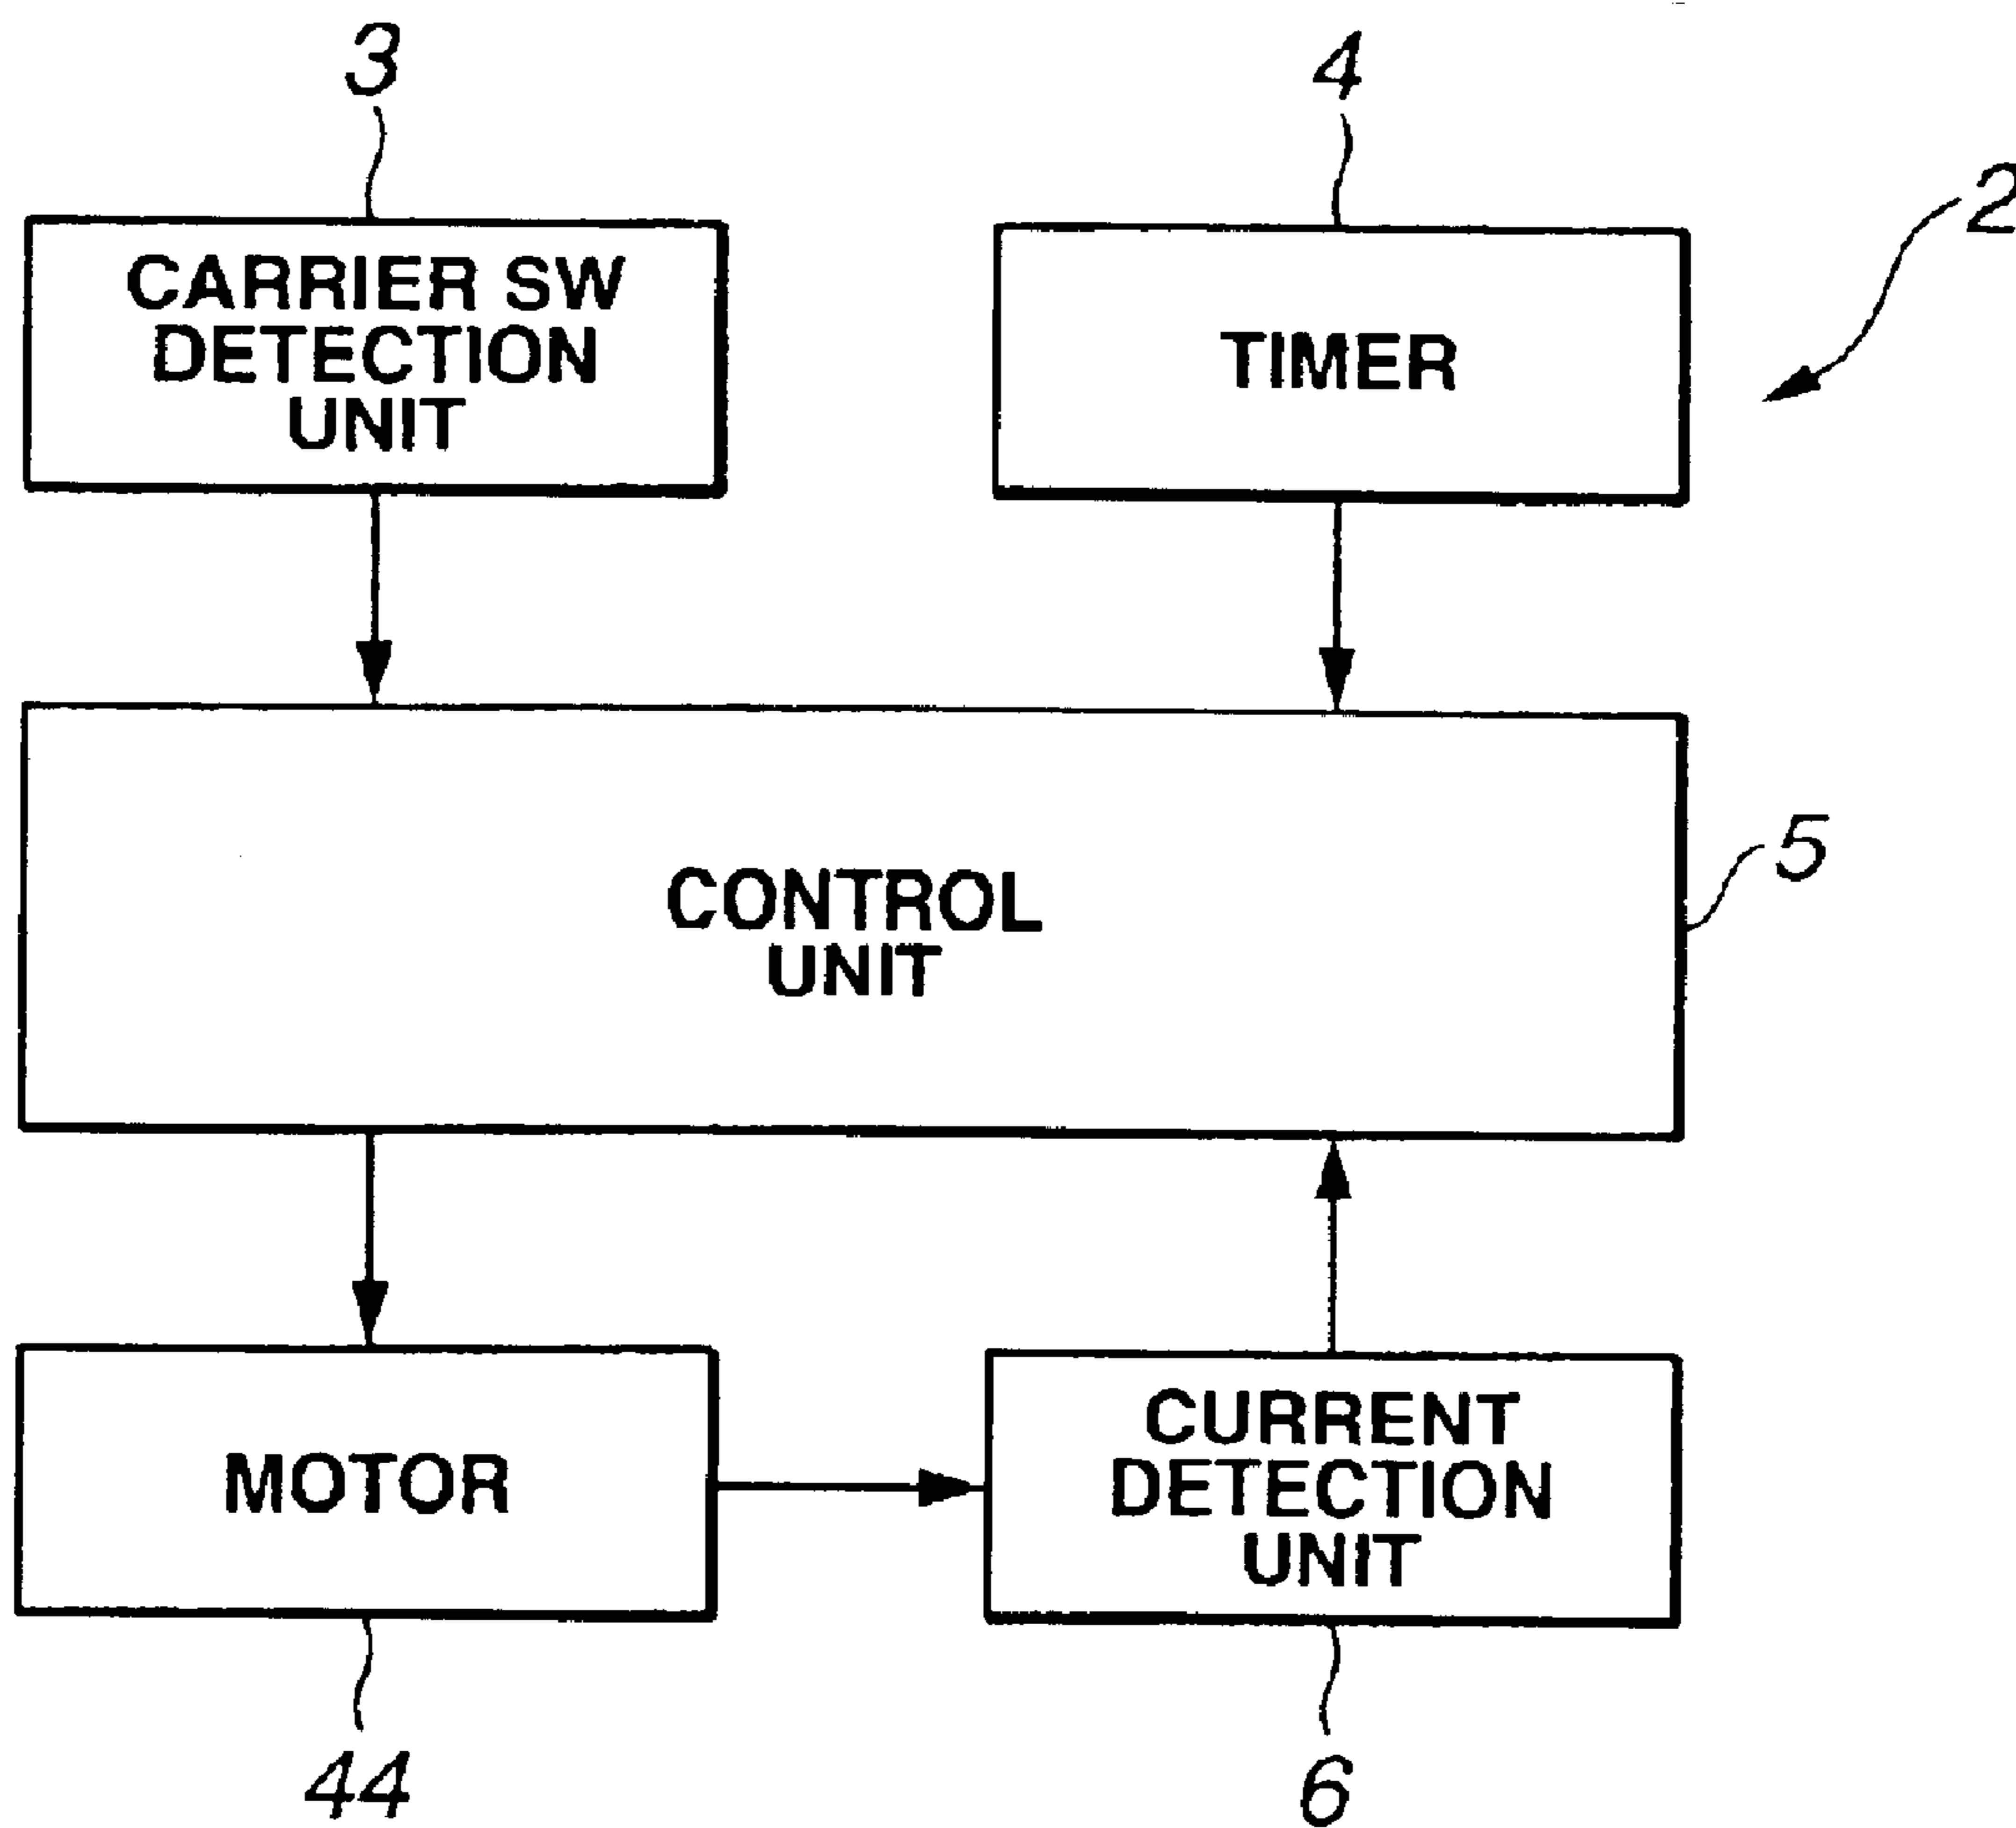 3
4
2
CARRIER SW
DETECTION
UNIT
TIMER
5
CONTROL
UNIT
MOTOR
CURRENT
DETECTION
UNIT
44
6